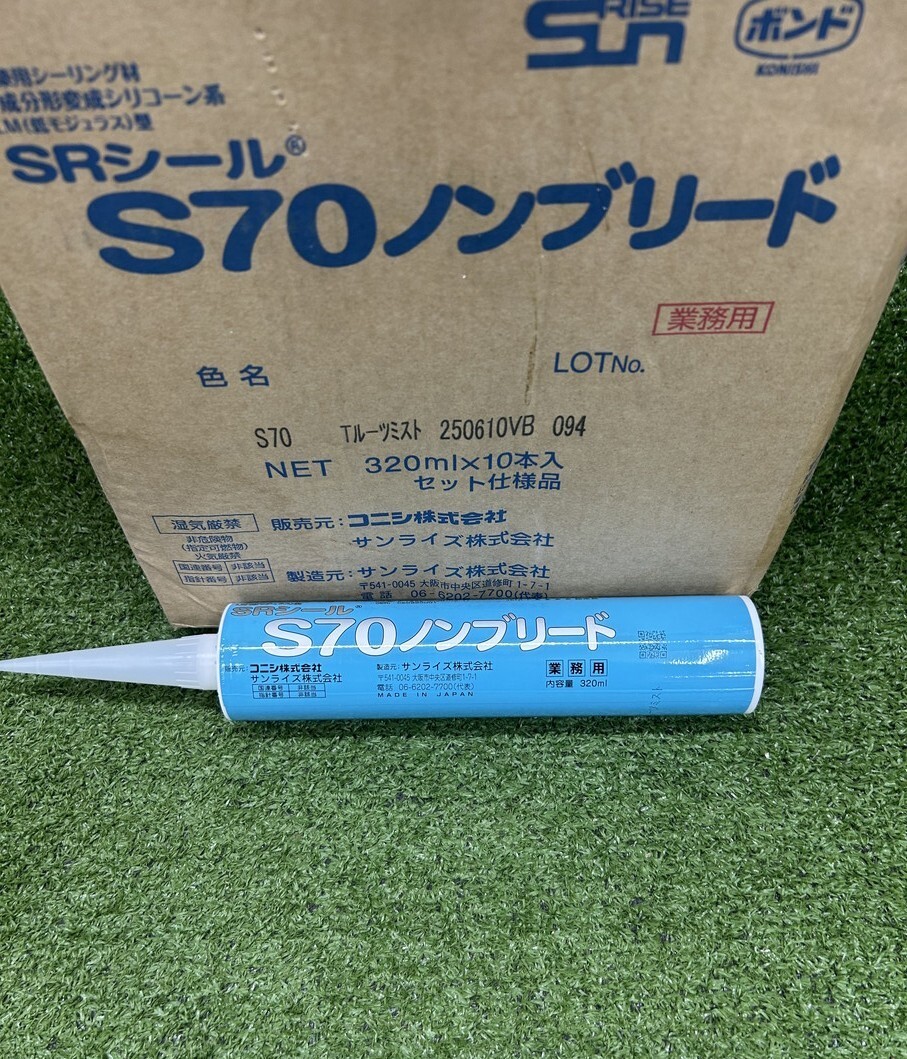 RISE
Sun
ボンド
KONISHI
用シーリング材
成分形変成シリコーン系
LM(低モジュラス)型
SRシール®
S70ノンブリード
業務用
色名
LOTNo.
S70 Tルーツミスト 250610VB 094
NET 320ml×10本入
セット仕様品
湿気厳禁
非危険物
(指定可燃物)
火気厳禁
国連番号 非該当
指針番号 非該当
販売元:コニシ株式会社
サンライズ株式会社
製造元:サンライズ株式会社
〒541-0045 大阪市中央区道修町1-7-1
電話 06-6202-7700(代表)
SRシール®
S70ノンブリード
販売元:コニシ株式会社
サンライズ株式会社
国連番号 非該当
指針番号 非該当
製造元:サンライズ株式会社
〒541-0045 大阪市中央区道修町1-7-1
電話 06-6202-7700(代表)
MADE IN JAPAN
業務用
内容量 320ml